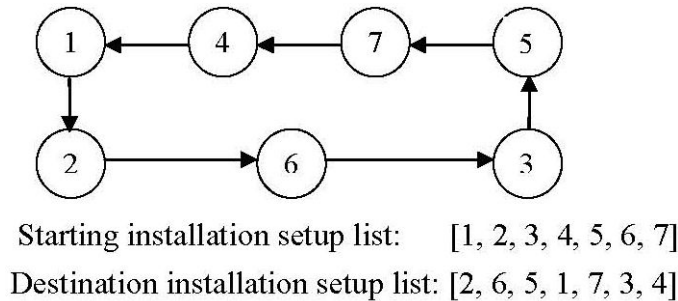 1 4 7 5
2 6 3
Starting installation setup list: [1, 2, 3, 4, 5, 6, 7]
Destination installation setup list: [2, 6, 5, 1, 7, 3, 4]